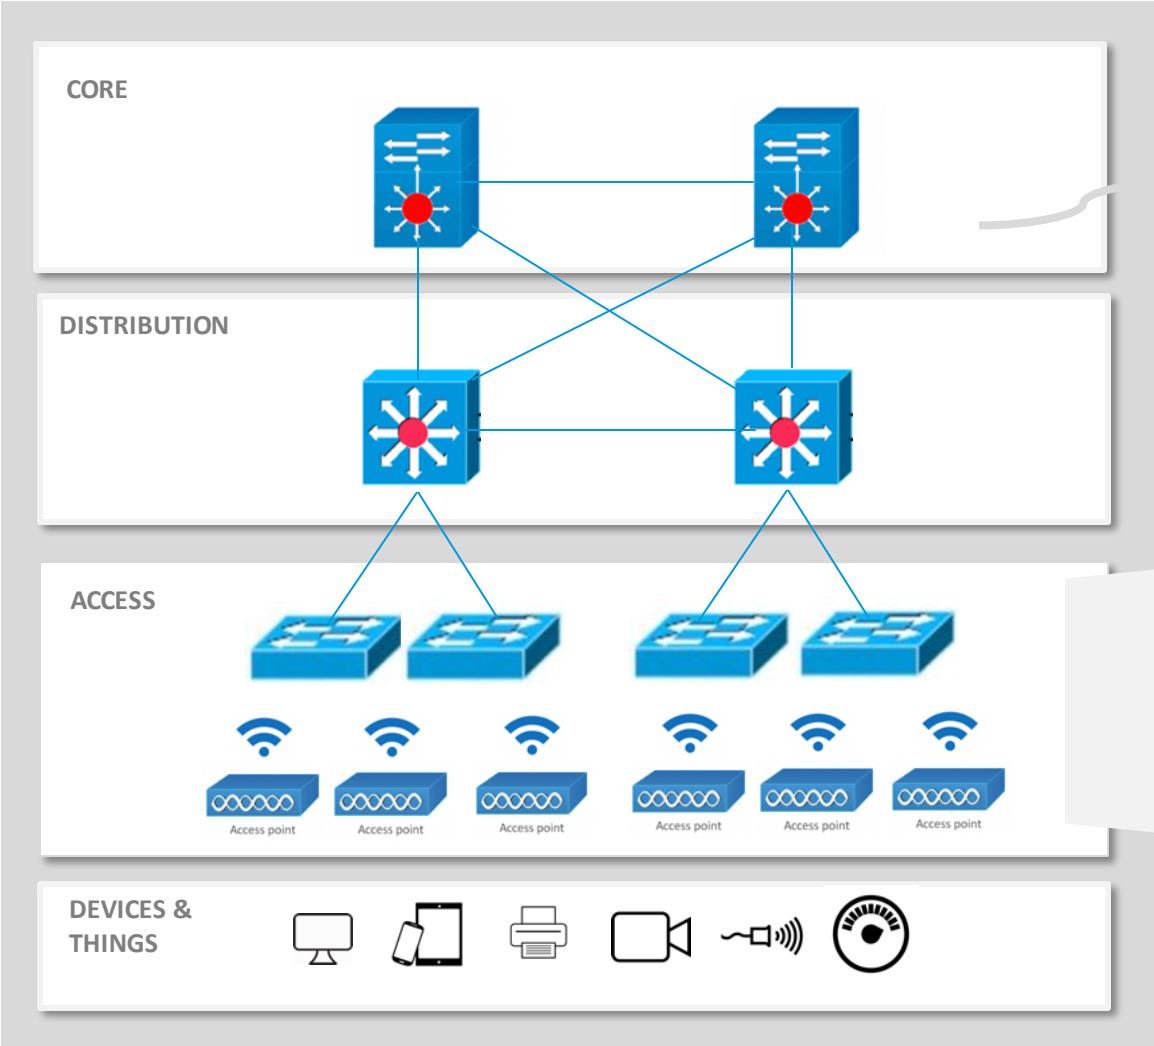 CORE
DISTRIBUTION
ACCESS
Access point
Access point
Access point
Access point
Access point
Access point
DEVICES &
THINGS